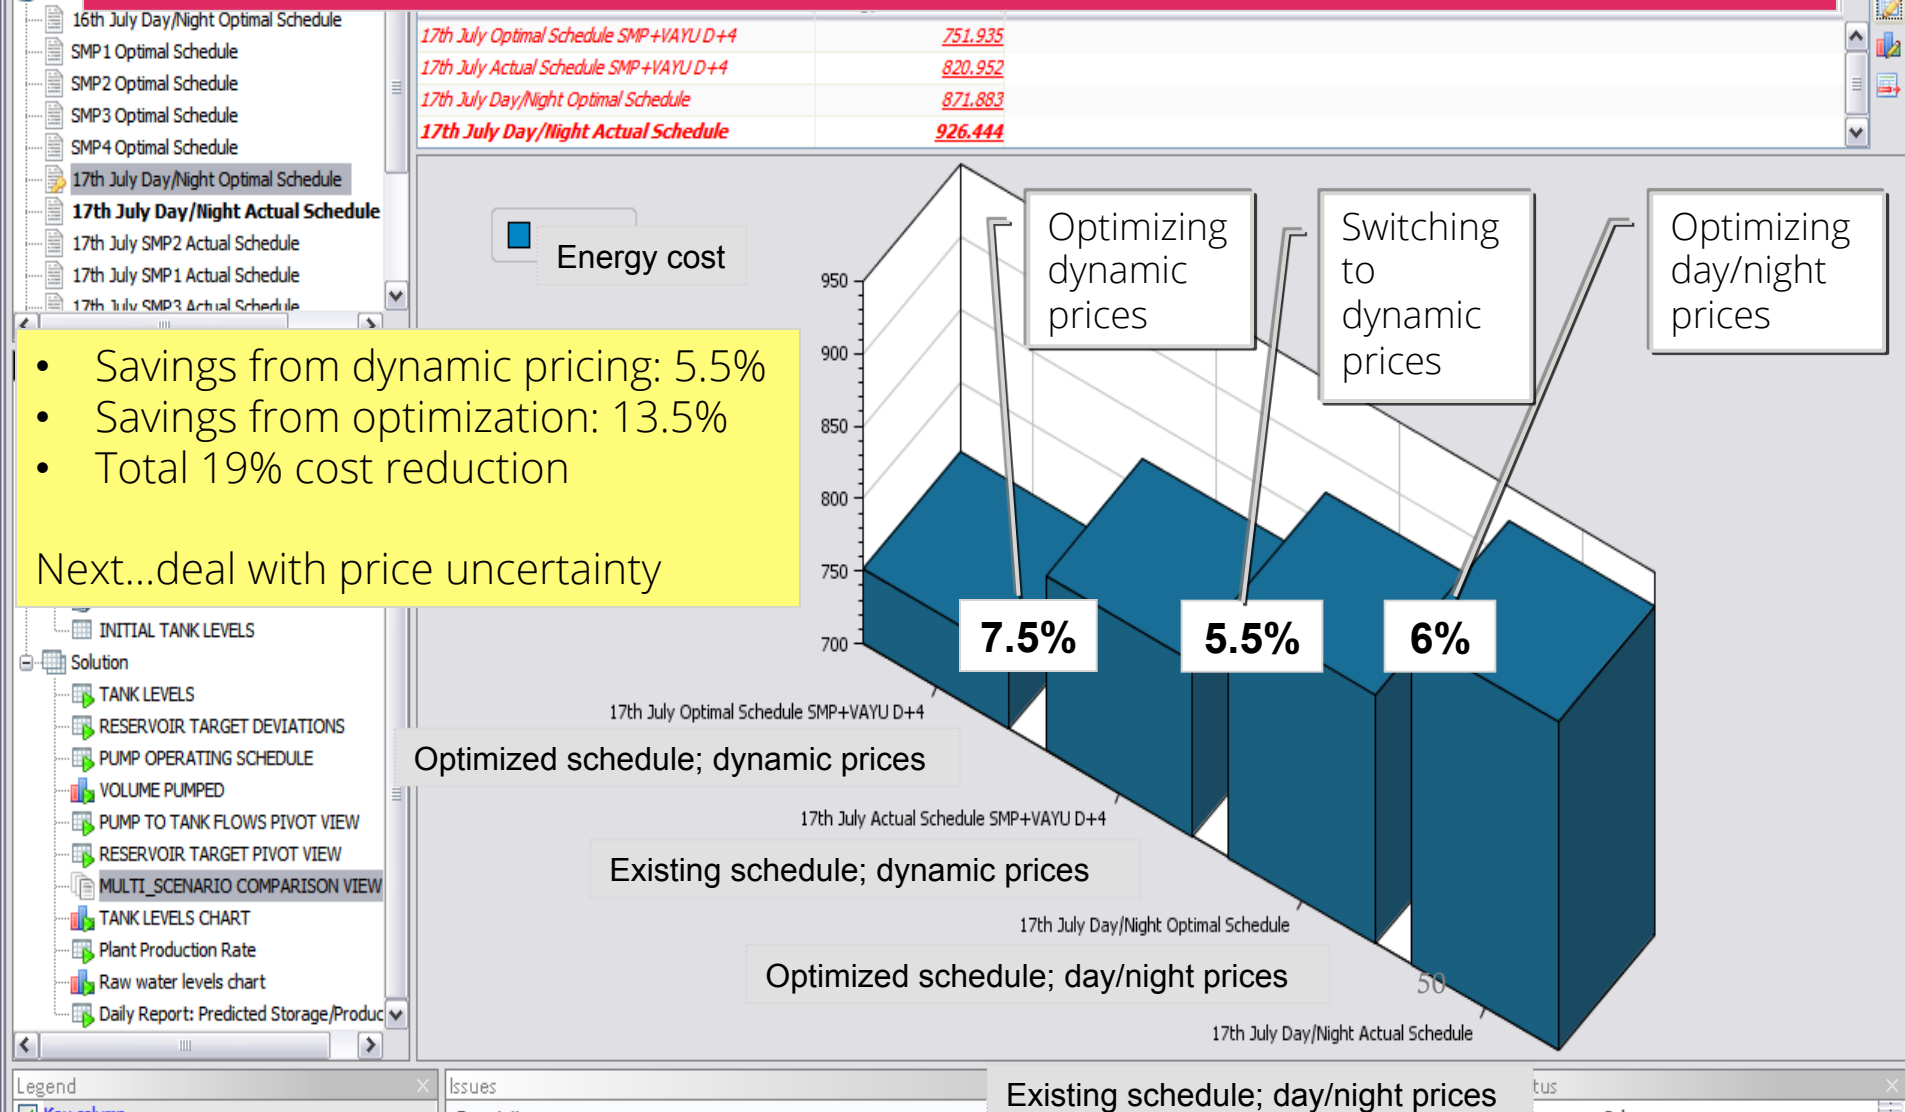 16th July Day/Night Optimal Schedule
SMP1 Optimal Schedule
SMP2 Optimal Schedule
SMP3 Optimal Schedule
SMP4 Optimal Schedule
17th July Day/Night Optimal Schedule
17th July Day/Night Actual Schedule
17th July SMP2 Actual Schedule
17th July SMP1 Actual Schedule
17th July SMP3 Actual Schedule
17th July Optimal Schedule SMP+VAYU D+4 751.935
17th July Actual Schedule SMP+VAYU D+4 820.952
17th July Day/Night Optimal Schedule 871.883
17th July Day/Night Actual Schedule 926.444
Energy cost
Optimizing
dynamic
prices
Switching
to
dynamic
prices
Optimizing
day/night
prices
• Savings from dynamic pricing: 5.5%
• Savings from optimization: 13.5%
• Total 19% cost reduction
Next...deal with price uncertainty
950
900
850
800
750
700
7.5%
5.5%
6%
17th July Optimal Schedule SMP+VAYU D+4
Optimized schedule; dynamic prices
17th July Actual Schedule SMP+VAYU D+4
Existing schedule; dynamic prices
17th July Day/Night Optimal Schedule
Optimized schedule; day/night prices
50
17th July Day/Night Actual Schedule
Existing schedule; day/night prices
INITIAL TANK LEVELS
Solution
TANK LEVELS
RESERVOIR TARGET DEVIATIONS
PUMP OPERATING SCHEDULE
VOLUME PUMPED
PUMP TO TANK FLOWS PIVOT VIEW
RESERVOIR TARGET PIVOT VIEW
MULTI_SCENARIO COMPARISON VIEW
TANK LEVELS CHART
Plant Production Rate
Raw water levels chart
Daily Report: Predicted Storage/Produc
Legend
Issues
tus